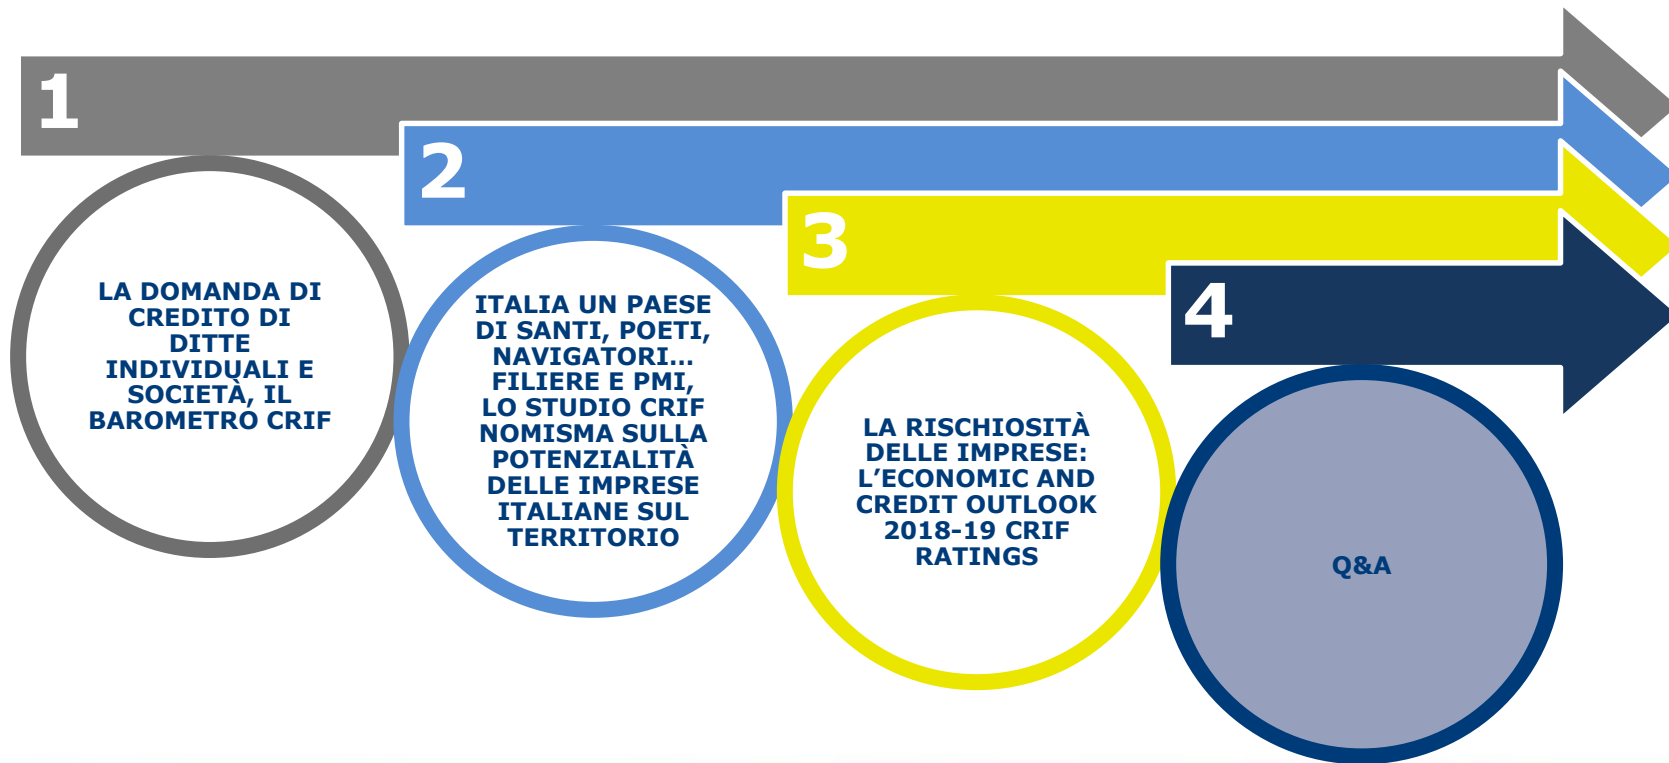 1
LA DOMANDA DI
CREDITO DI
DITTE
INDIVIDUALI E
SOCIETÀ, IL
BAROMETRO CRIF
2
ITALIA UN PAESE
DI SANTI, POETI,
NAVIGATORI...
FILIERE E PMI,
LO STUDIO CRIF
NOMISMA SULLA
POTENZIALITÀ
DELLE IMPRESE
ITALIANE SUL
TERRITORIO
3
LA RISCHIOSITÀ
DELLE IMPRESE:
L’ECONOMIC AND
CREDIT OUTLOOK
2018-19 CRIF
RATINGS
4
Q&A